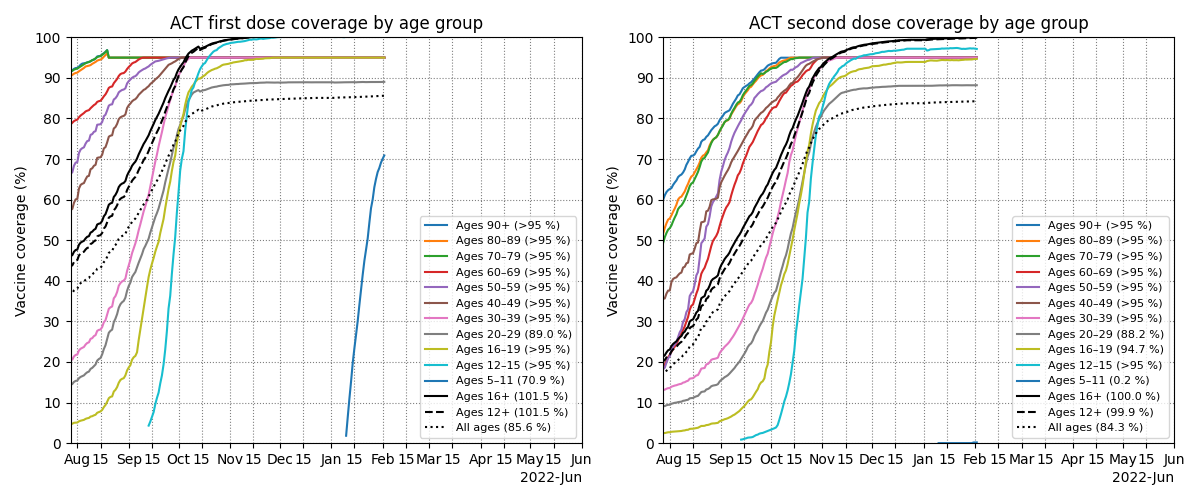 ACT first dose coverage by age group
Vaccine coverage (%)
100
90
80
70
60
50
40
30
20
10
0
Aug 15 Sep 15 Oct 15 Nov 15 Dec 15 Jan 15 Feb 15 Mar 15 Apr 15 May 15 Jun
2022-Jun
Ages 90+ (>95 %)
Ages 80–89 (>95 %)
Ages 70–79 (>95 %)
Ages 60–69 (>95 %)
Ages 50–59 (>95 %)
Ages 40–49 (>95 %)
Ages 30–39 (>95 %)
Ages 20–29 (89.0 %)
Ages 16–19 (>95 %)
Ages 12–15 (>95 %)
Ages 5–11 (70.9 %)
Ages 16+ (101.5 %)
Ages 12+ (101.5 %)
All ages (85.6 %)
ACT second dose coverage by age group
Vaccine coverage (%)
100
90
80
70
60
50
40
30
20
10
0
Aug 15 Sep 15 Oct 15 Nov 15 Dec 15 Jan 15 Feb 15 Mar 15 Apr 15 May 15 Jun
2022-Jun
Ages 90+ (>95 %)
Ages 80–89 (>95 %)
Ages 70–79 (>95 %)
Ages 60–69 (>95 %)
Ages 50–59 (>95 %)
Ages 40–49 (>95 %)
Ages 30–39 (>95 %)
Ages 20–29 (88.2 %)
Ages 16–19 (94.7 %)
Ages 12–15 (>95 %)
Ages 5–11 (0.2 %)
Ages 16+ (100.0 %)
Ages 12+ (99.9 %)
All ages (84.3 %)